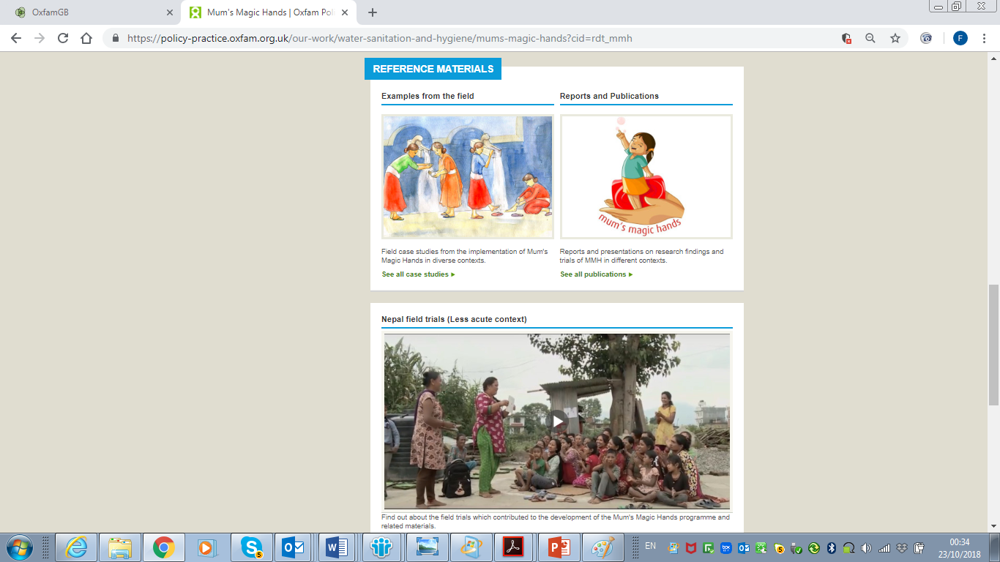 OxfamGB
Mum's Magic Hands | Oxfam Poli
https://policy-practice.oxfam.org.uk/our-work/water-sanitation-and-hygiene/mums-magic-hands?cid=rdt_mmh
F
REFERENCE MATERIALS
Examples from the field
Reports and Publications
mum's magic hands
Field case studies from the implementation of Mum's
Magic Hands in diverse contexts.
See all case studies ►
Reports and presentations on research findings and
trials of MMH in different contexts.
See all publications ►
Nepal field trials (Less acute context)
Find out about the field trials which contributed to the development of the Mum's Magic Hands programme and
related materials.
5
EN
box
5
00:34
23/10/2018